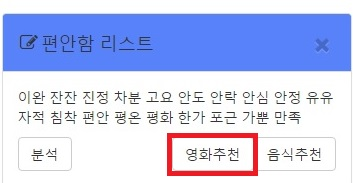 편안함 리스트
이완 잔잔 진정 차분 고요 안도 안락 안심 안정 유유
자적 침착 편안 평온 평화 한가 포근 가뿐 만족
분석 영화추천 음식추천